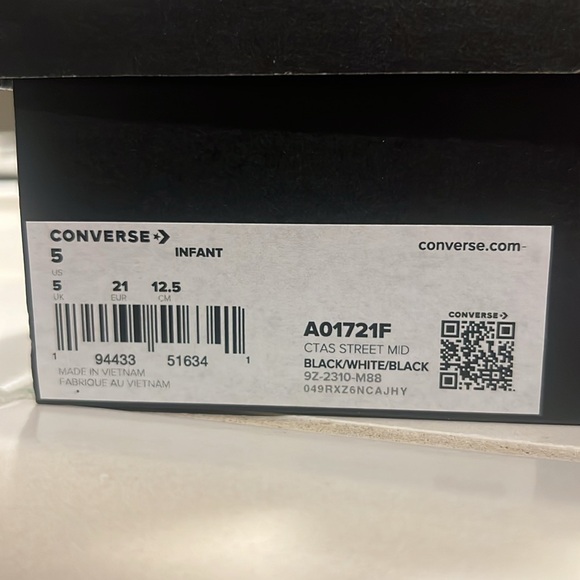 CONVERSE
INFANT
converse.com
5
US
5 21 12.5
UK EUR CM
1 94433 51634 1
MADE IN VIETNAM
FABRIQUE AU VIETNAM
A01721F
CTAS STREET MID
BLACK/WHITE/BLACK
9Z-2310-M88
049RXZ6NCAJHY
CONVERSE